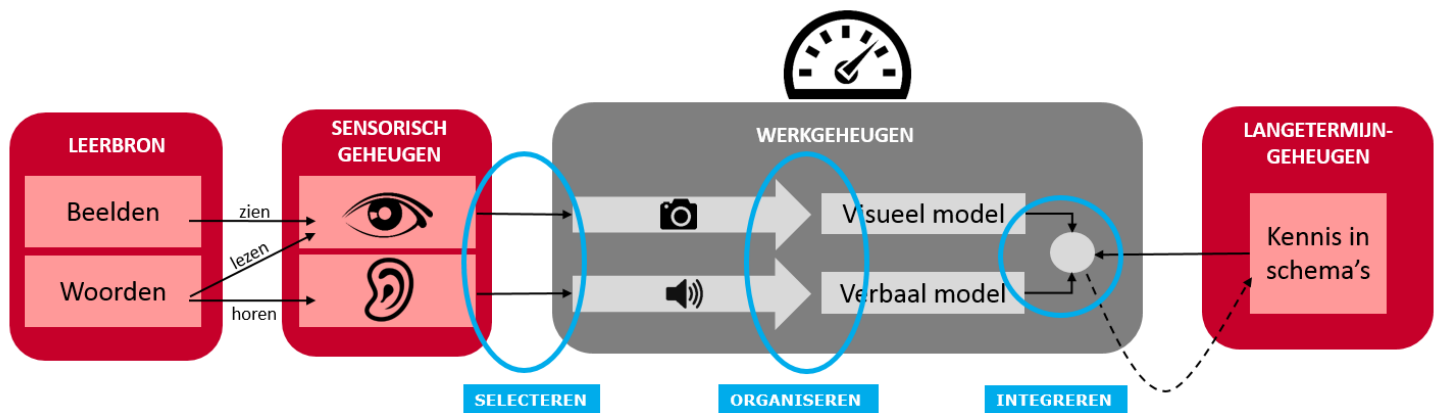 LEERBRON
Beelden
Woorden
zien
lezen
horen
SENSORISCH
GEHEUGEN
WERKGEHEUGEN
Visueel model
Verbaal model
LANGETERMIJN-
GEHEUGEN
Kennis in
schema's
SELECTEREN
ORGANISEREN
INTEGREREN